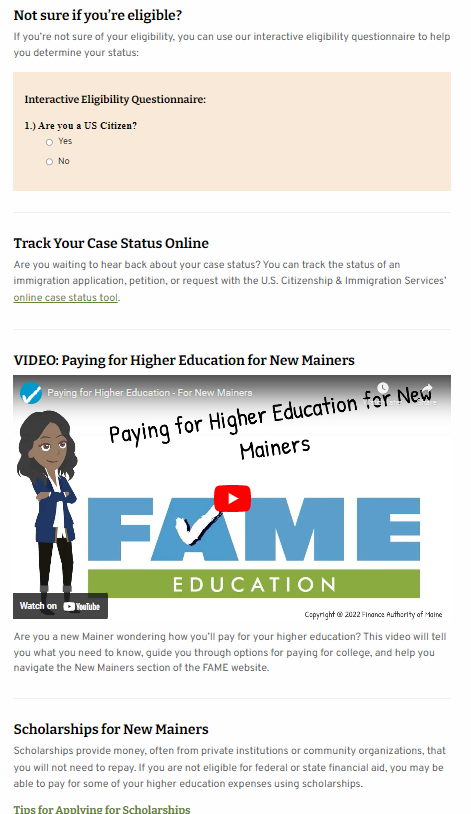 Not sure if you're eligible?
If you're not sure of your eligibility, you can use our interactive eligibility questionnaire to help
you determine your status:
Interactive Eligibility Questionnaire:
1.) Are you a US Citizen?
Yes
No
Track Your Case Status Online
Are you waiting to hear back about your case status? You can track the status of an
immigration application, petition, or request with the U.S. Citizenship & Immigration Services'
online case status tool.
VIDEO: Paying for Higher Education for New Mainers
Paying for Higher Education - For New Mainers
Paying for Higher Education for New
Mainers
FAME
EDUCATION
Watch on YouTube
Copyright © 2022 Finance Authority of Maine
Are you a new Mainer wondering how you'll pay for your higher education? This video will tell
you what you need to know, guide you through options for paying for college, and help you
navigate the New Mainers section of the FAME website.
Scholarships for New Mainers
Scholarships provide money, often from private institutions or community organizations, that
you will not need to repay. If you are not eligible for federal or state financial aid, you may be
able to pay for some of your higher education expenses using scholarships.
Tips for Applying for Scholarships